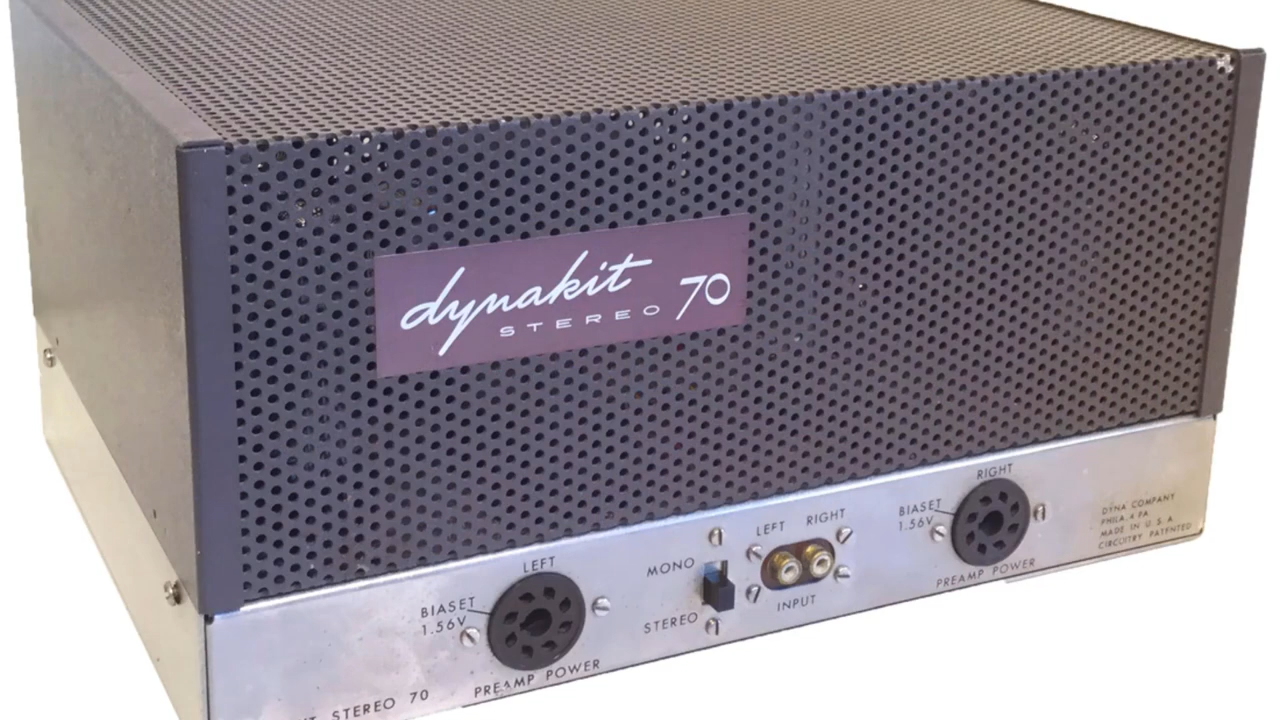 dynakit
STEREO 70
LEFT
BIASET
1.56V
PREAMP POWER
MONO
STEREO
LEFT RIGHT
INPUT
RIGHT
BIASET
1.56V
PREAMP POWER
DYNA COMPANY
PHILA. 4 PA.
MADE IN U.S.A.
CIRCUITRY PATENTED
STEREO 70